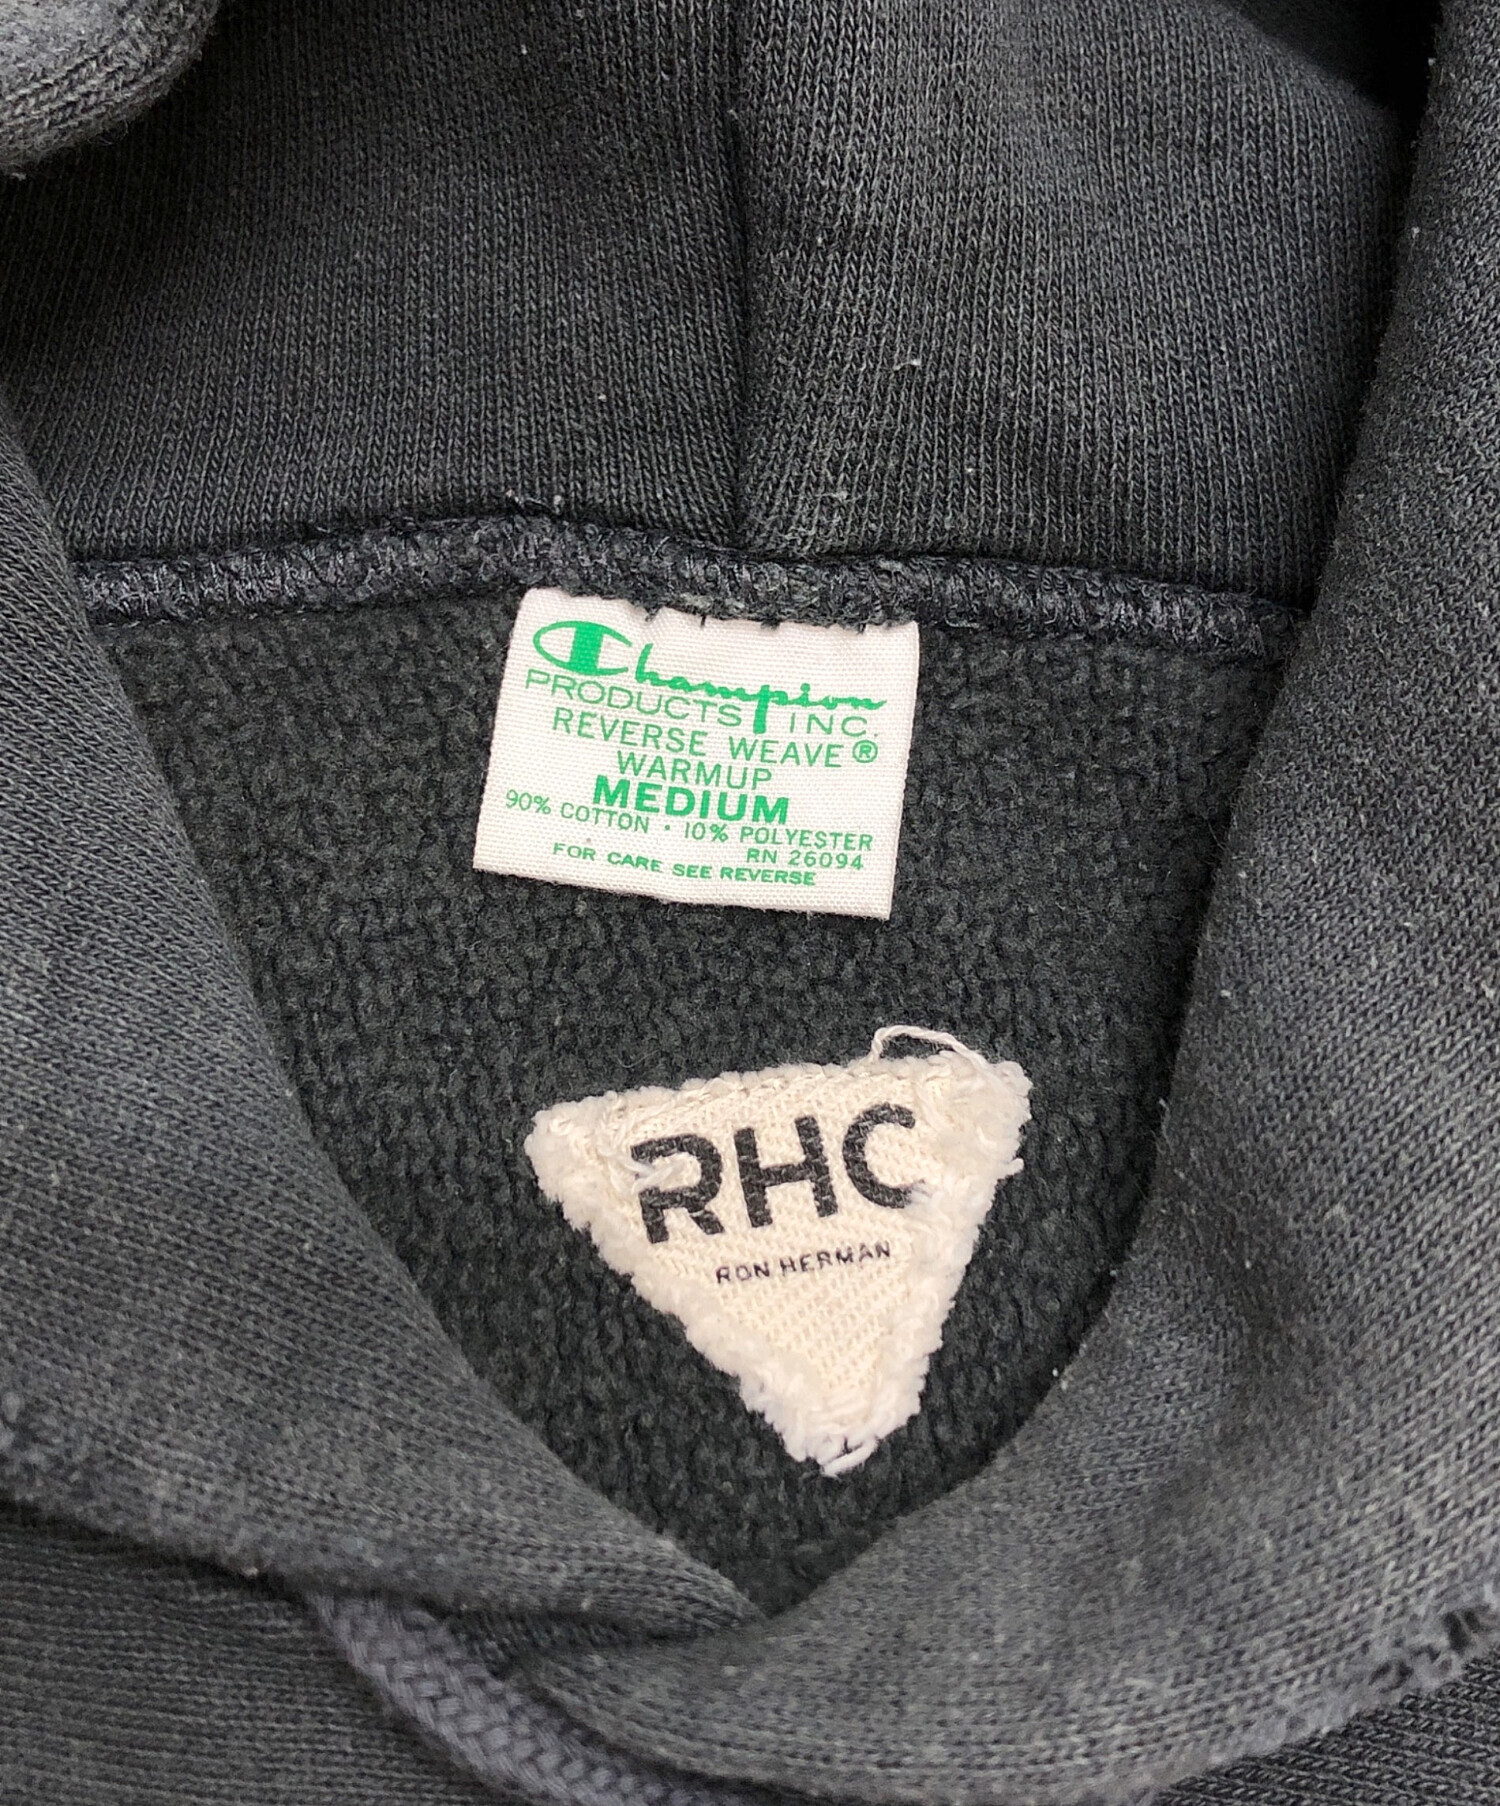 Champion
PRODUCTS INC.
REVERSE WEAVE®
WARMUP
MEDIUM
90% COTTON · 10% POLYESTER
RN 26094
FOR CARE SEE REVERSE
RHC
RON HERMAN